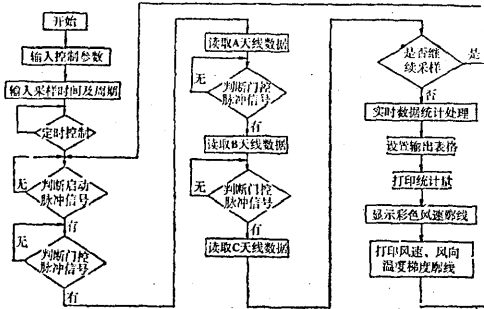 开始
输入控制参数
输入采样时间及周期
定时控制
无
判断启动
脉冲信号
有
无
判断门控
脉冲信号
有
读取A天线数据
无
判断门控
脉冲信号
有
读取B天线数据
无
判断门控
脉冲信号
有
读取C天线数据
是否继
续采样
是
否
实时数据统计处理
设置输出表格
打印统计量
显示彩色风速廓线
打印风速、风向
温度梯度廓线